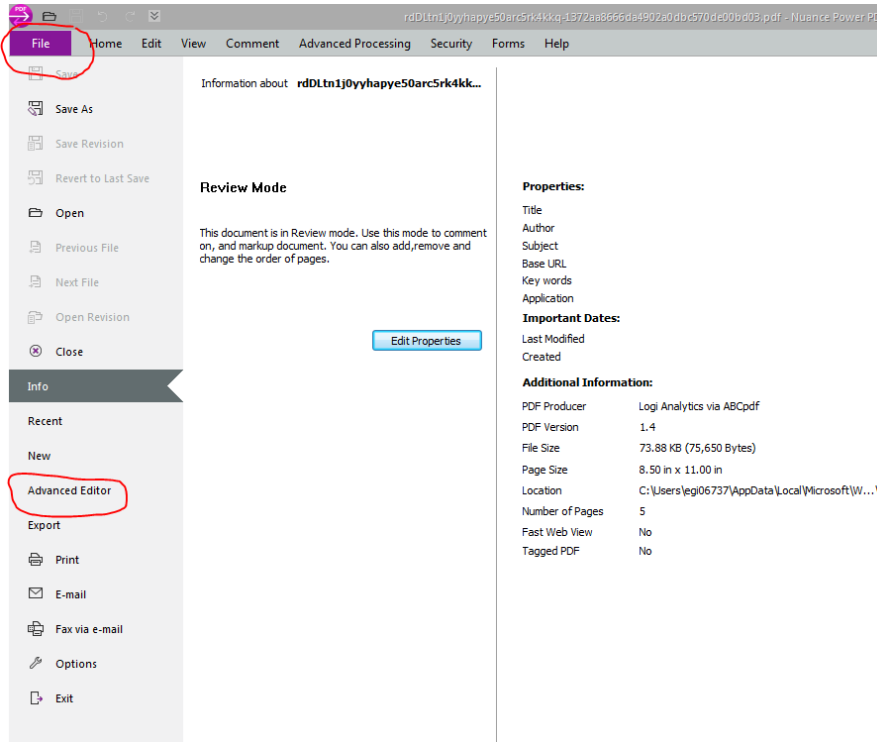 PDF
rdDLtn1j0yyhapye50arc5rk4kkq-1372aa8666da4902a0dbc570de00bd03.pdf - Nuance Power PD
File Home Edit View Comment Advanced Processing Security Forms Help
Save
Save As
Save Revision
Revert to Last Save
Open
Previous File
Next File
Open Revision
Close
Info
Recent
New
Advanced Editor
Export
Print
E-mail
Fax via e-mail
Options
Exit
Information about rdDLtn1j0yyhapye50arc5rk4kk...
Review Mode
This document is in Review mode. Use this mode to comment
on, and markup document. You can also add,remove and
change the order of pages.
Edit Properties
Properties:
Title
Author
Subject
Base URL
Key words
Application
Important Dates:
Last Modified
Created
Additional Information:
PDF Producer Logi Analytics via ABCpdf
PDF Version 1.4
File Size 73.88 KB (75,650 Bytes)
Page Size 8.50 in x 11.00 in
Location C:\Users\egi06737\AppData\Local\Microsoft\W...
Number of Pages 5
Fast Web View No
Tagged PDF No